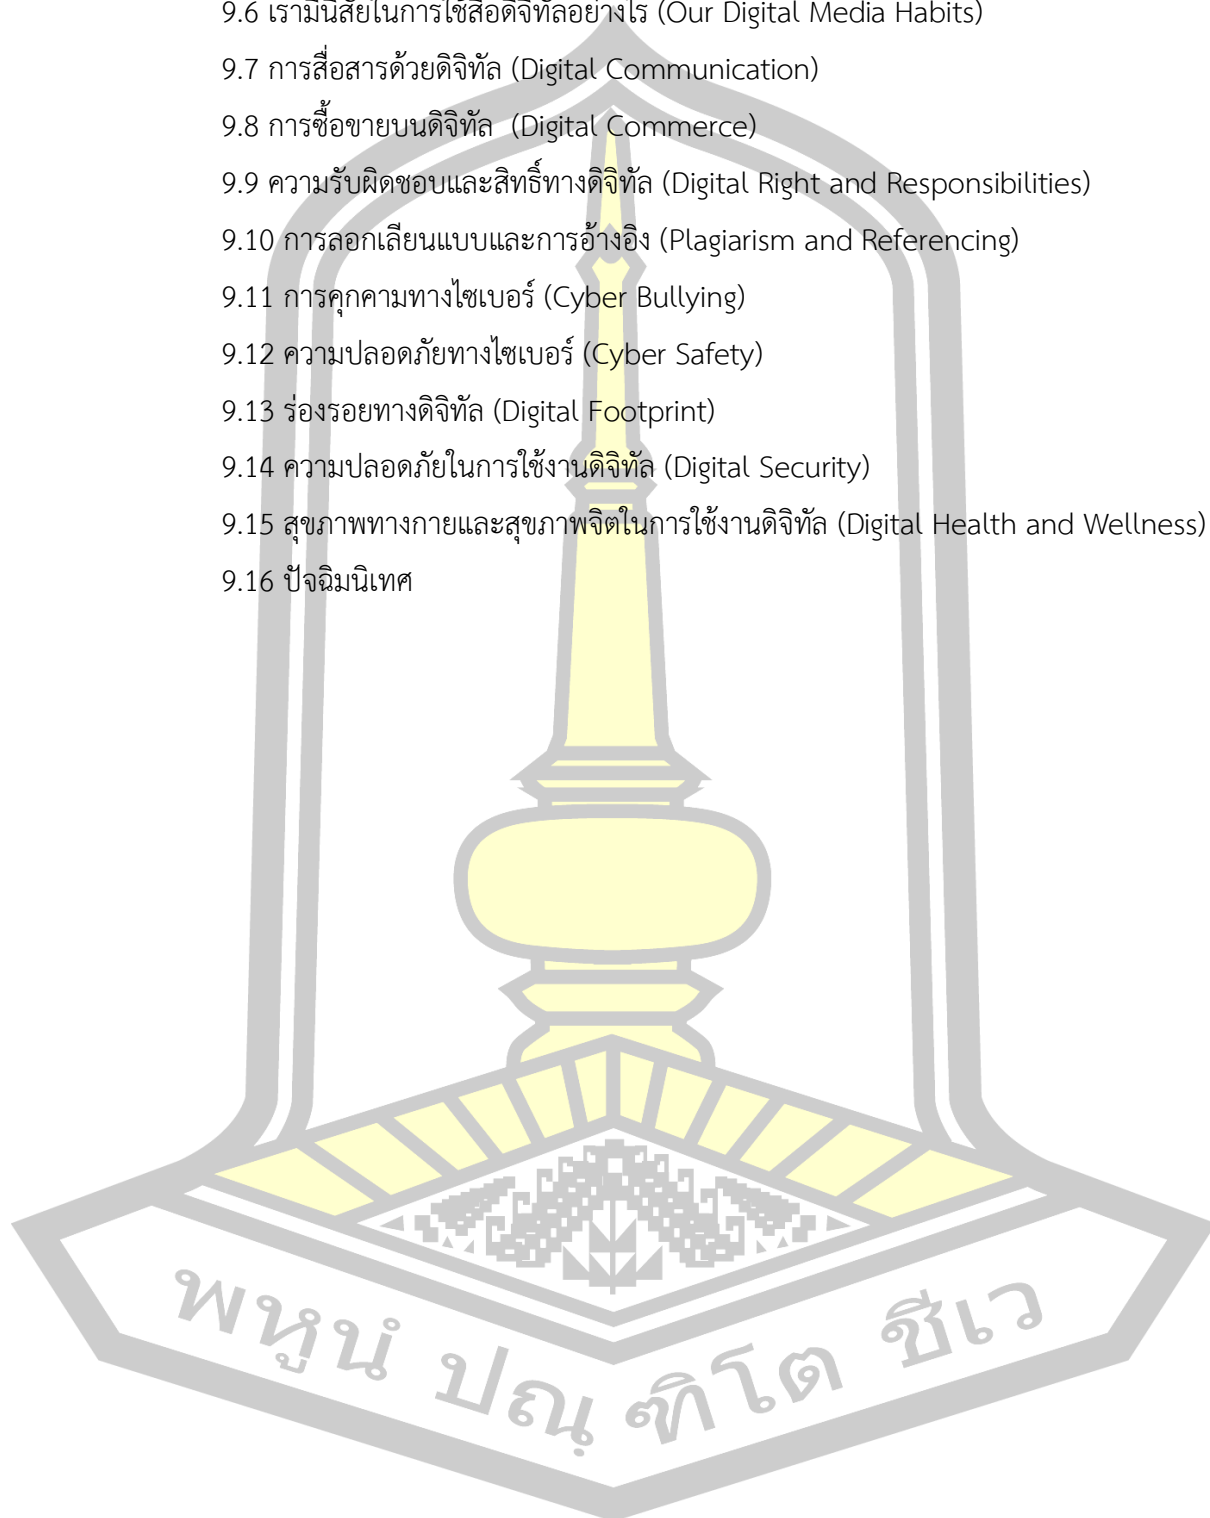 9.6 เรามีนิสัยในการใช้สื่อดิจิทัลอย่างไร (Our Digital Media Habits)
9.7 การสื่อสารด้วยดิจิทัล (Digital Communication)
9.8 การซื้อขายบนดิจิทัล (Digital Commerce)
9.9 ความรับผิดชอบและสิทธิ์ทางดิจิทัล (Digital Right and Responsibilities)
9.10 การลอกเลียนแบบและการอ้างอิง (Plagiarism and Referencing)
9.11 การคุกคามทางไซเบอร์ (Cyber Bullying)
9.12 ความปลอดภัยทางไซเบอร์ (Cyber Safety)
9.13 ร่องรอยทางดิจิทัล (Digital Footprint)
9.14 ความปลอดภัยในการใช้งานดิจิทัล (Digital Security)
9.15 สุขภาพทางกายและสุขภาพจิตในการใช้งานดิจิทัล (Digital Health and Wellness)
9.16 ปัจฉิมนิเทศ
พหูนํ ปณฺฑิโต ชีเว